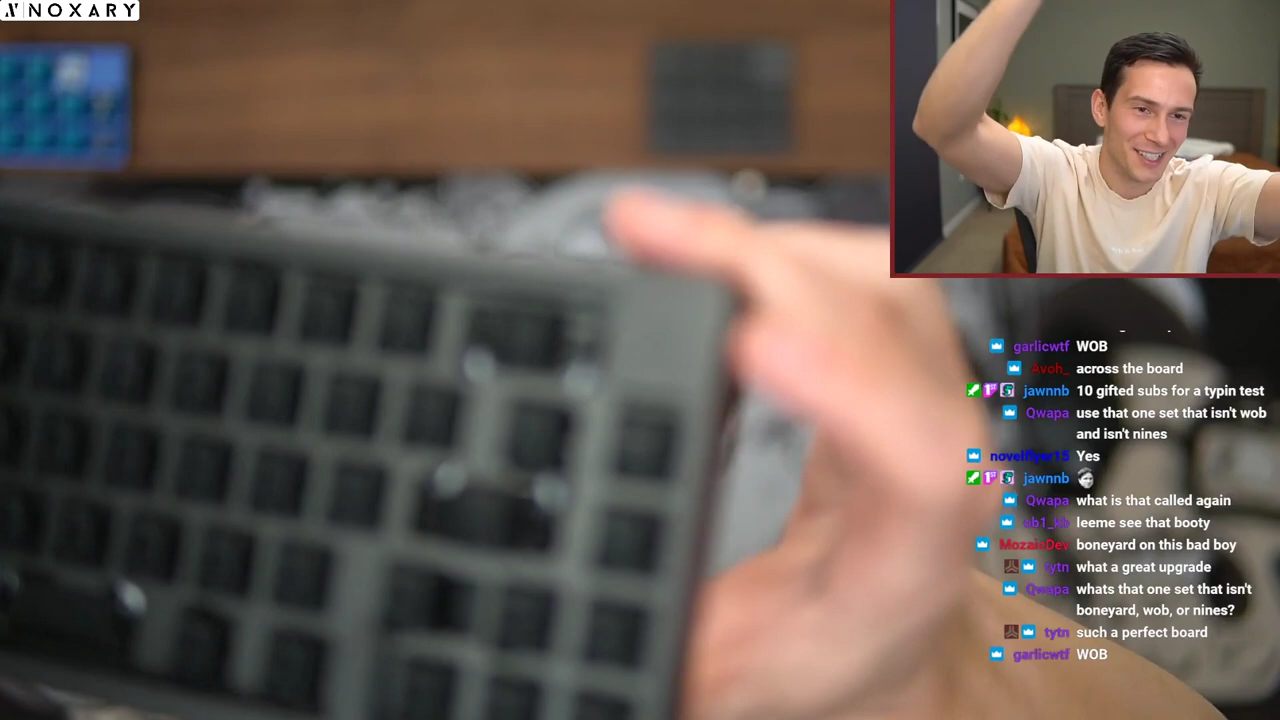 NOXARY
garlicwtf WOB
Avoh_ across the board
jawnnb 10 gifted subs for a typin test
Qwapa use that one set that isn't wob
and isn't nines
novelflyer15 Yes
jawnnb
Qwapa what is that called again
ob1_kb leeme see that booty
MozaicDev boneyard on this bad boy
tytn what a great upgrade
Qwapa whats that one set that isn't
boneyard, wob, or nines?
tytn such a perfect board
garlicwtf WOB